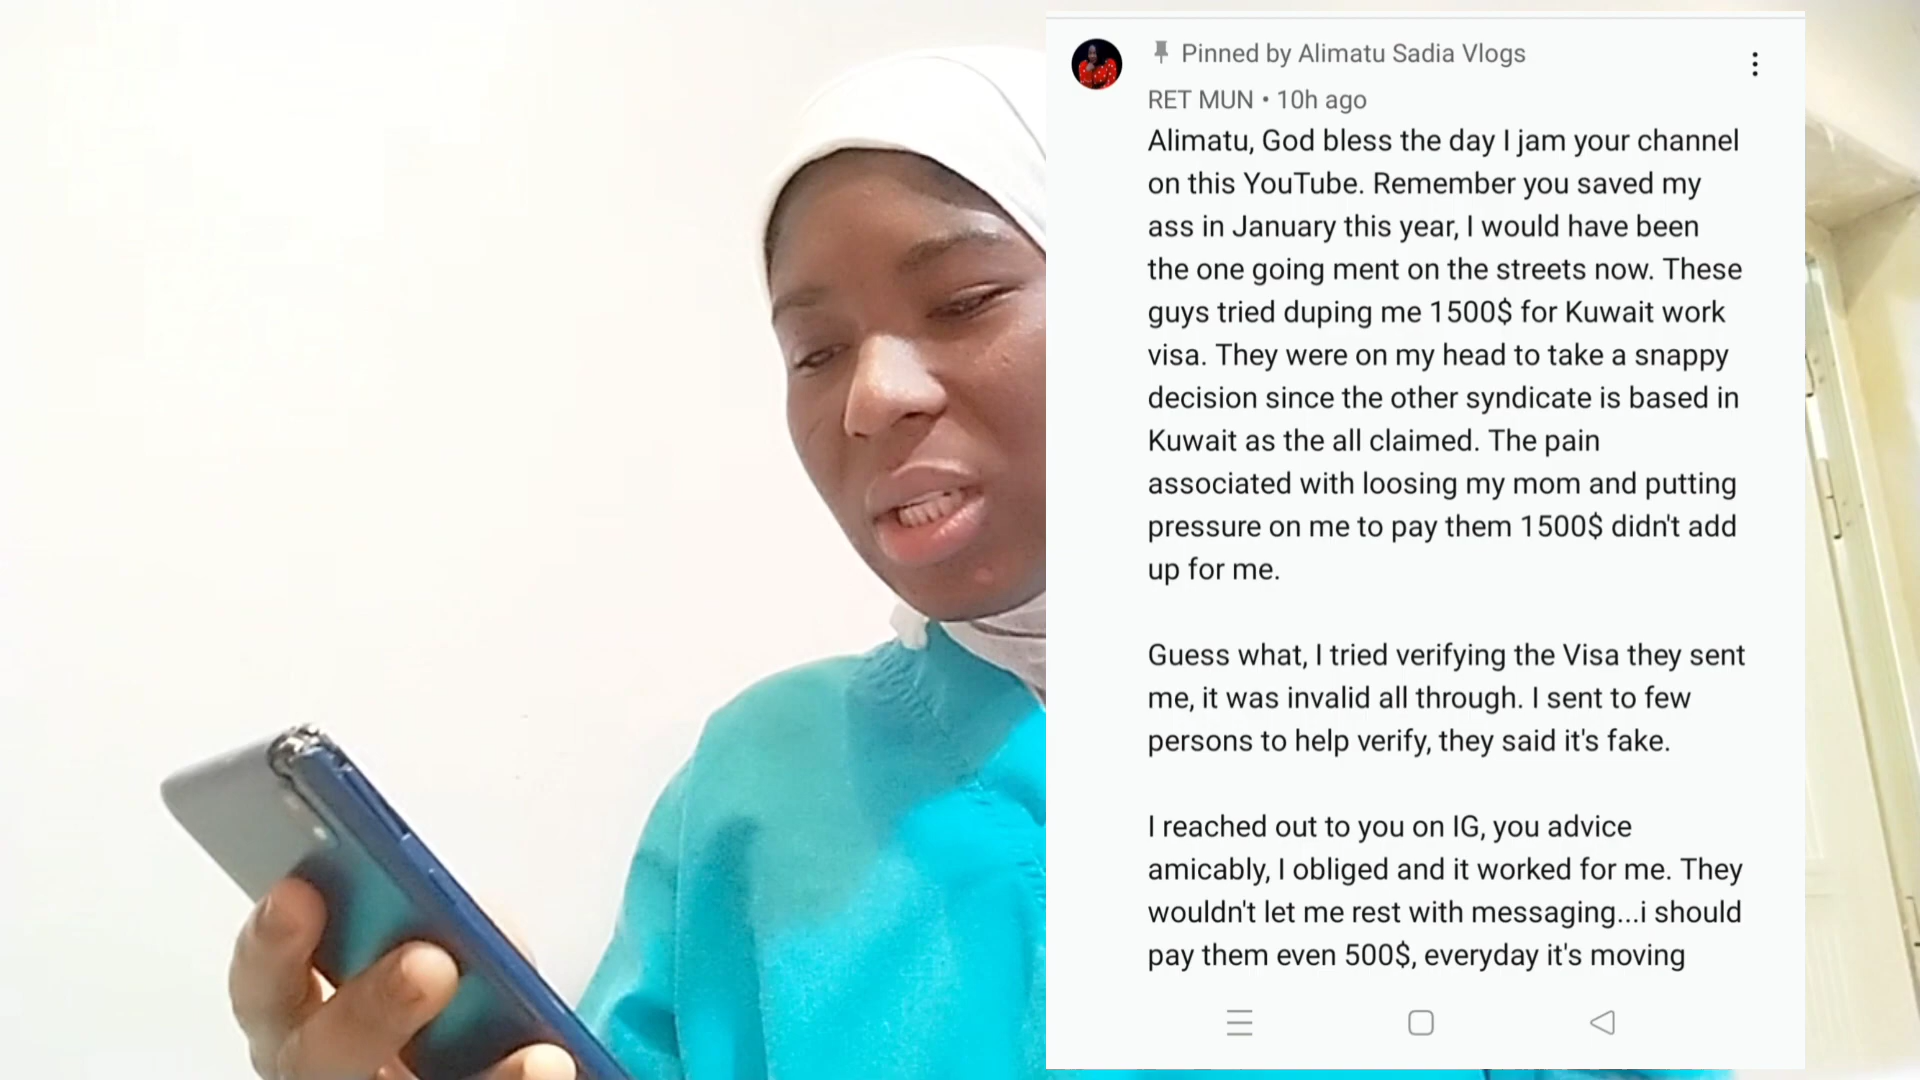 Pinned by Alimatu Sadia Vlogs
RET MUN • 10h ago
Alimatu, God bless the day I jam your channel
on this YouTube. Remember you saved my
ass in January this year, I would have been
the one going ment on the streets now. These
guys tried duping me 1500$ for Kuwait work
visa. They were on my head to take a snappy
decision since the other syndicate is based in
Kuwait as the all claimed. The pain
associated with loosing my mom and putting
pressure on me to pay them 1500$ didn't add
up for me.
Guess what, I tried verifying the Visa they sent
me, it was invalid all through. I sent to few
persons to help verify, they said it's fake.
I reached out to you on IG, you advice
amicably, I obliged and it worked for me. They
wouldn't let me rest with messaging...i should
pay them even 500$, everyday it's moving